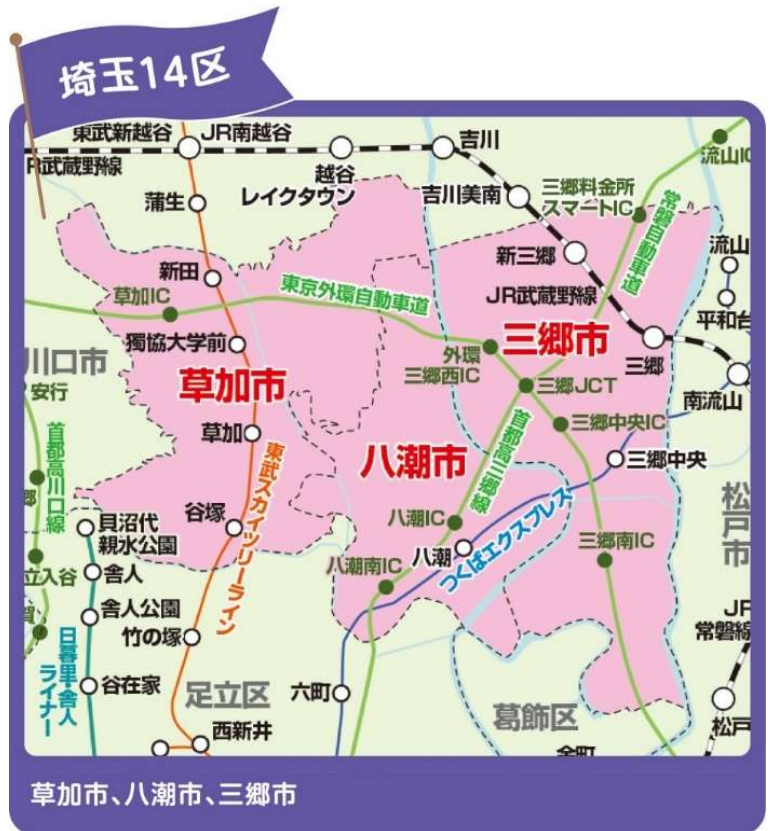 埼玉14区
東武新越谷
JR南越谷
R武蔵野線
越谷
レイクタウン
吉川
吉川美南
三郷料金所
スマートIC
流山IC
常磐自動車道
蒲生
新田
草加IC
東京外環自動車道
新三郷
JR武蔵野線
流山
平和台
獨協大学前
川口市
安行
草加市
外環
三郷西IC
三郷市
三郷JCT
三郷
南流山
三郷中央IC
首都高三郷線
草加
八潮市
三郷中央
首都高川口線
郷
東武スカイツリーライン
谷塚
八潮IC
八潮
つくばエクスプレス
松戸市
貝沼代
親水公園
舎人
立入谷
八潮南IC
三郷南IC
賀
舎人公園
日暮里・舎人
ライナー
竹の塚
JR
常磐線
谷在家
足立区
六町
葛飾区
松戸
西新井
金町
草加市、八潮市、三郷市